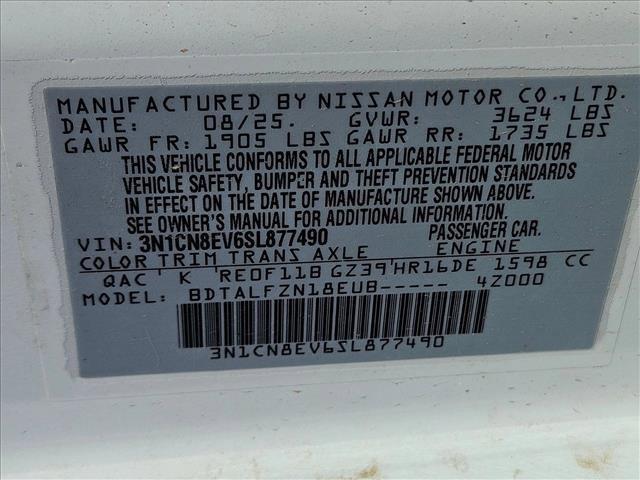 MANUFACTURED BY NISSAN MOTOR CO.,LTD.
DATE: 08/25. GVWR: 3624 LBS
GAWR FR: 1905 LBS GAWR RR: 1735 LBS
THIS VEHICLE CONFORMS TO ALL APPLICABLE FEDERAL MOTOR
VEHICLE SAFETY, BUMPER AND THEFT PREVENTION STANDARDS
IN EFFECT ON THE DATE OF MANUFACTURE SHOWN ABOVE.
SEE OWNER'S MANUAL FOR ADDITIONAL INFORMATION.
VIN: 3N1CN8EV6SL877490 PASSENGER CAR.
COLOR TRIM TRANS AXLE ENGINE
QAC K RE0F11B GZ39 HR16DE 1598 CC
MODEL: BDTALFZN18EUB----- 4Z000
3N1CN8EV6SL877490